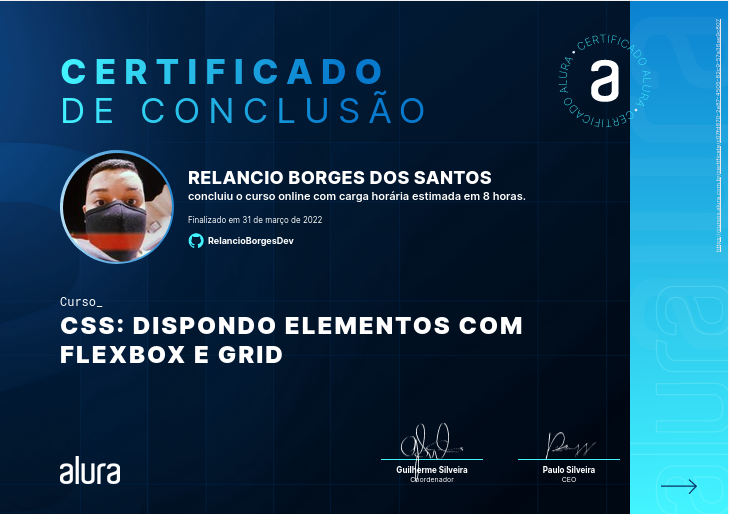 CERTIFICADO
DE CONCLUSÃO
CERTIFICADO ALURA • CERTIFICADO ALURA •
a
RELANCIO BORGES DOS SANTOS
concluiu o curso online com carga horária estimada em 8 horas.
Finalizado em 31 de março de 2022
RelancioBorgesDev
Curso_
CSS: DISPONDO ELEMENTOS COM
FLEXBOX E GRID
Guilherme Silveira
Coordenador
Paulo Silveira
CEO
alura
alura